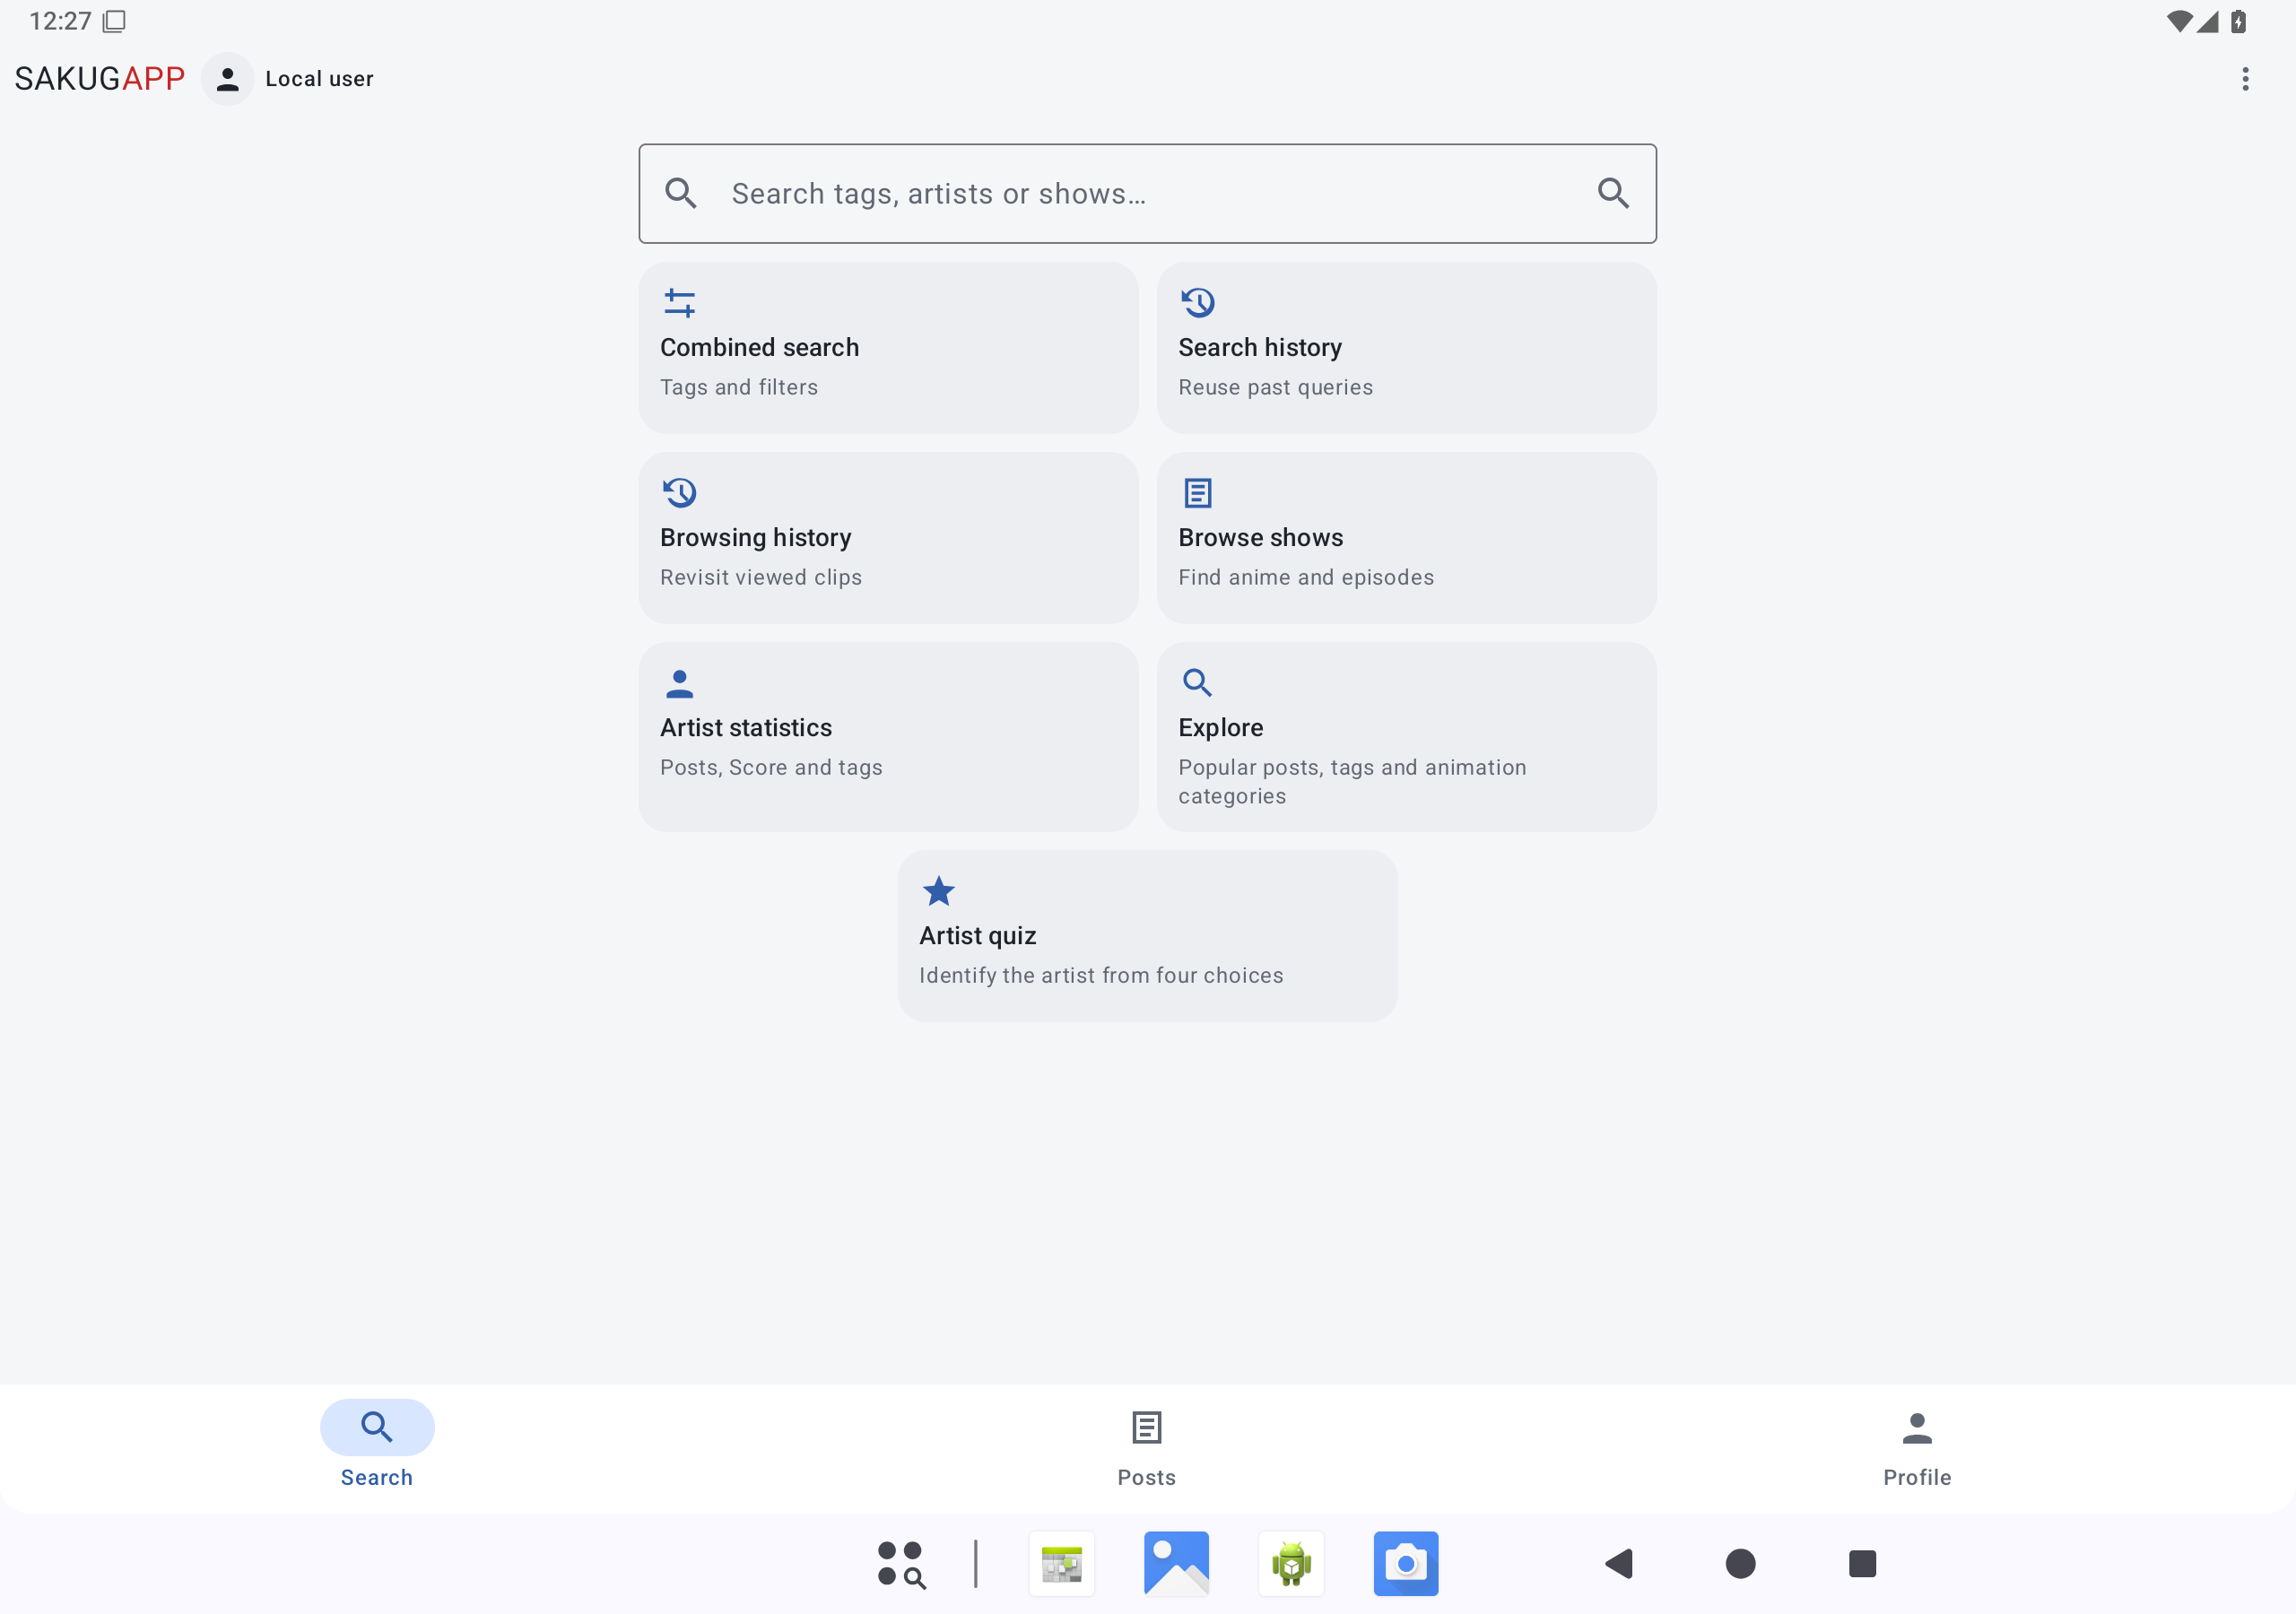 12:27
SAKUGAPP Local user
Search tags, artists or shows…
Combined search
Tags and filters
Search history
Reuse past queries
Browsing history
Revisit viewed clips
Browse shows
Find anime and episodes
Artist statistics
Posts, Score and tags
Explore
Popular posts, tags and animation
categories
Artist quiz
Identify the artist from four choices
Search
Posts
Profile